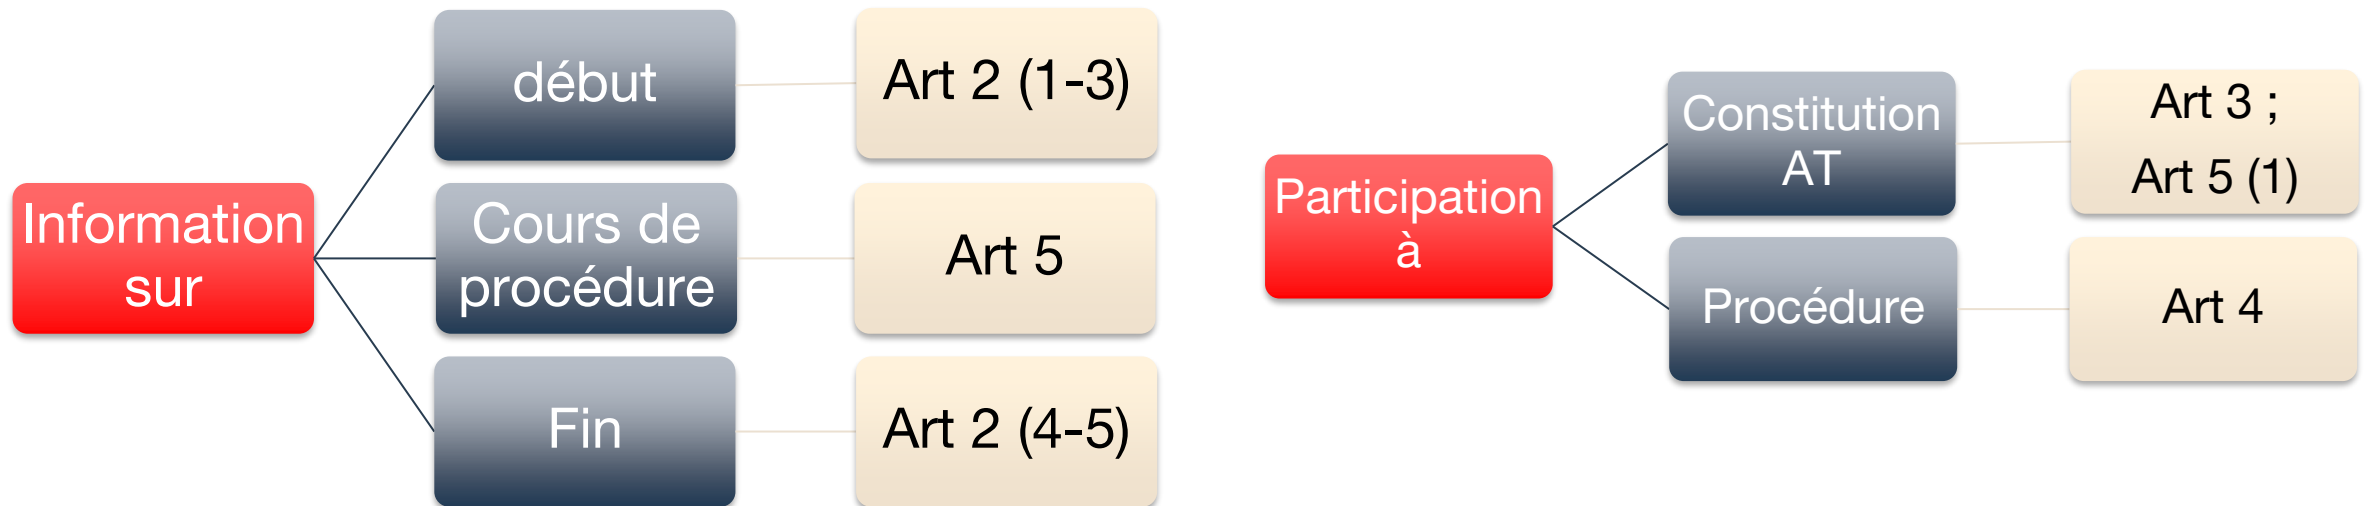 Information
sur
début
Art 2 (1-3)
Cours de
procédure
Art 5
Fin
Art 2 (4-5)
Participation
à
Constitution
AT
Art 3 ;
Art 5 (1)
Procédure
Art 4